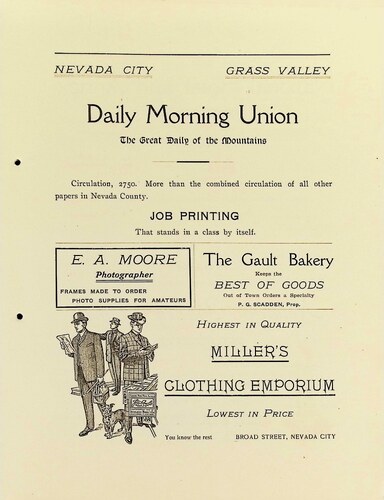 NEVADA CITY GRASS VALLEY
Daily Morning Union
The Great Daily of the Mountains
Circulation, 2750. More than the combined circulation of all other
papers in Nevada County.
JOB PRINTING
That stands in a class by itself.
E. A. MOORE
Photographer
FRAMES MADE TO ORDER
PHOTO SUPPLIES FOR AMATEURS
The Gault Bakery
Keeps the
BEST OF GOODS
Out of Town Orders a Specialty
P. G. SCADDEN, Prop.
HIGHEST IN QUALITY
MILLER'S
CLOTHING EMPORIUM
LOWEST IN PRICE
You know the rest BROAD STREET, NEVADA CITY